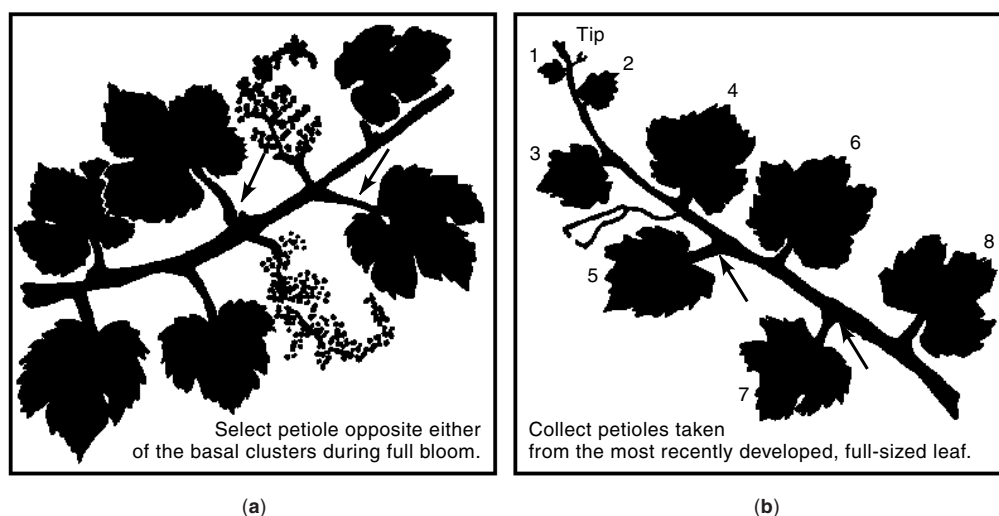 Tip
1
2
3
4
5
6
7
8
Select petiole opposite either
of the basal clusters during full bloom.
Collect petioles taken
from the most recently developed, full-sized leaf.
(a)
(b)